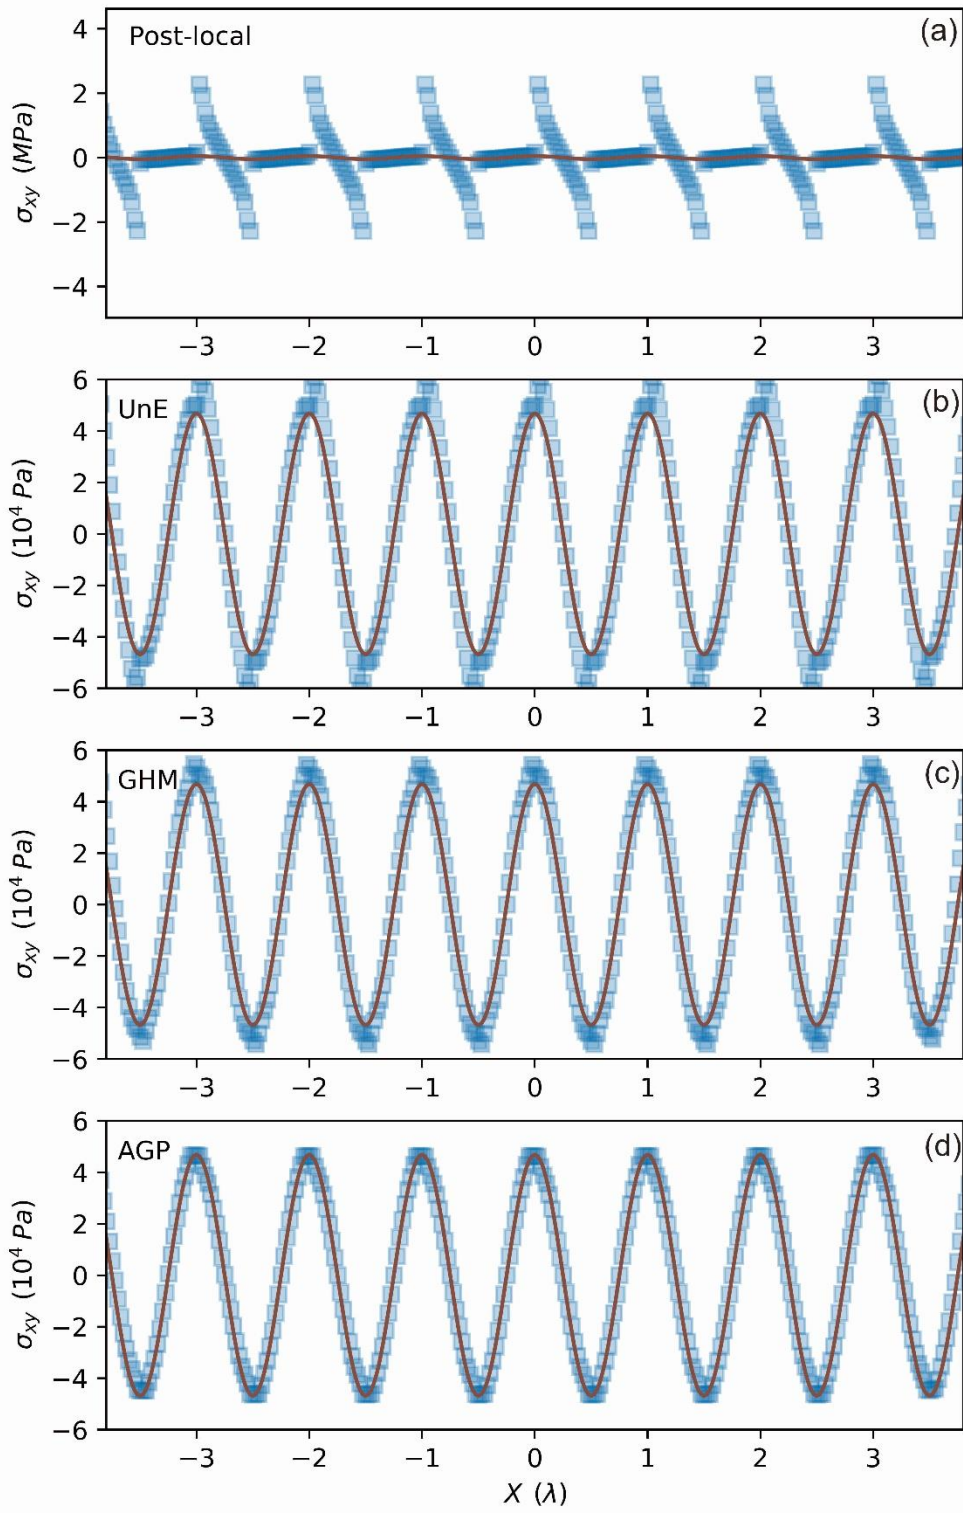 Post-local
(a)
4
2
0
−2
−4
σxy (MPa)
−3 −2 −1 0 1 2 3
UnE
(b)
6
4
2
0
−2
−4
−6
σxy (10⁴ Pa)
−3 −2 −1 0 1 2 3
GHM
(c)
6
4
2
0
−2
−4
−6
σxy (10⁴ Pa)
−3 −2 −1 0 1 2 3
AGP
(d)
6
4
2
0
−2
−4
−6
σxy (10⁴ Pa)
−3 −2 −1 0 1 2 3
X (λ)